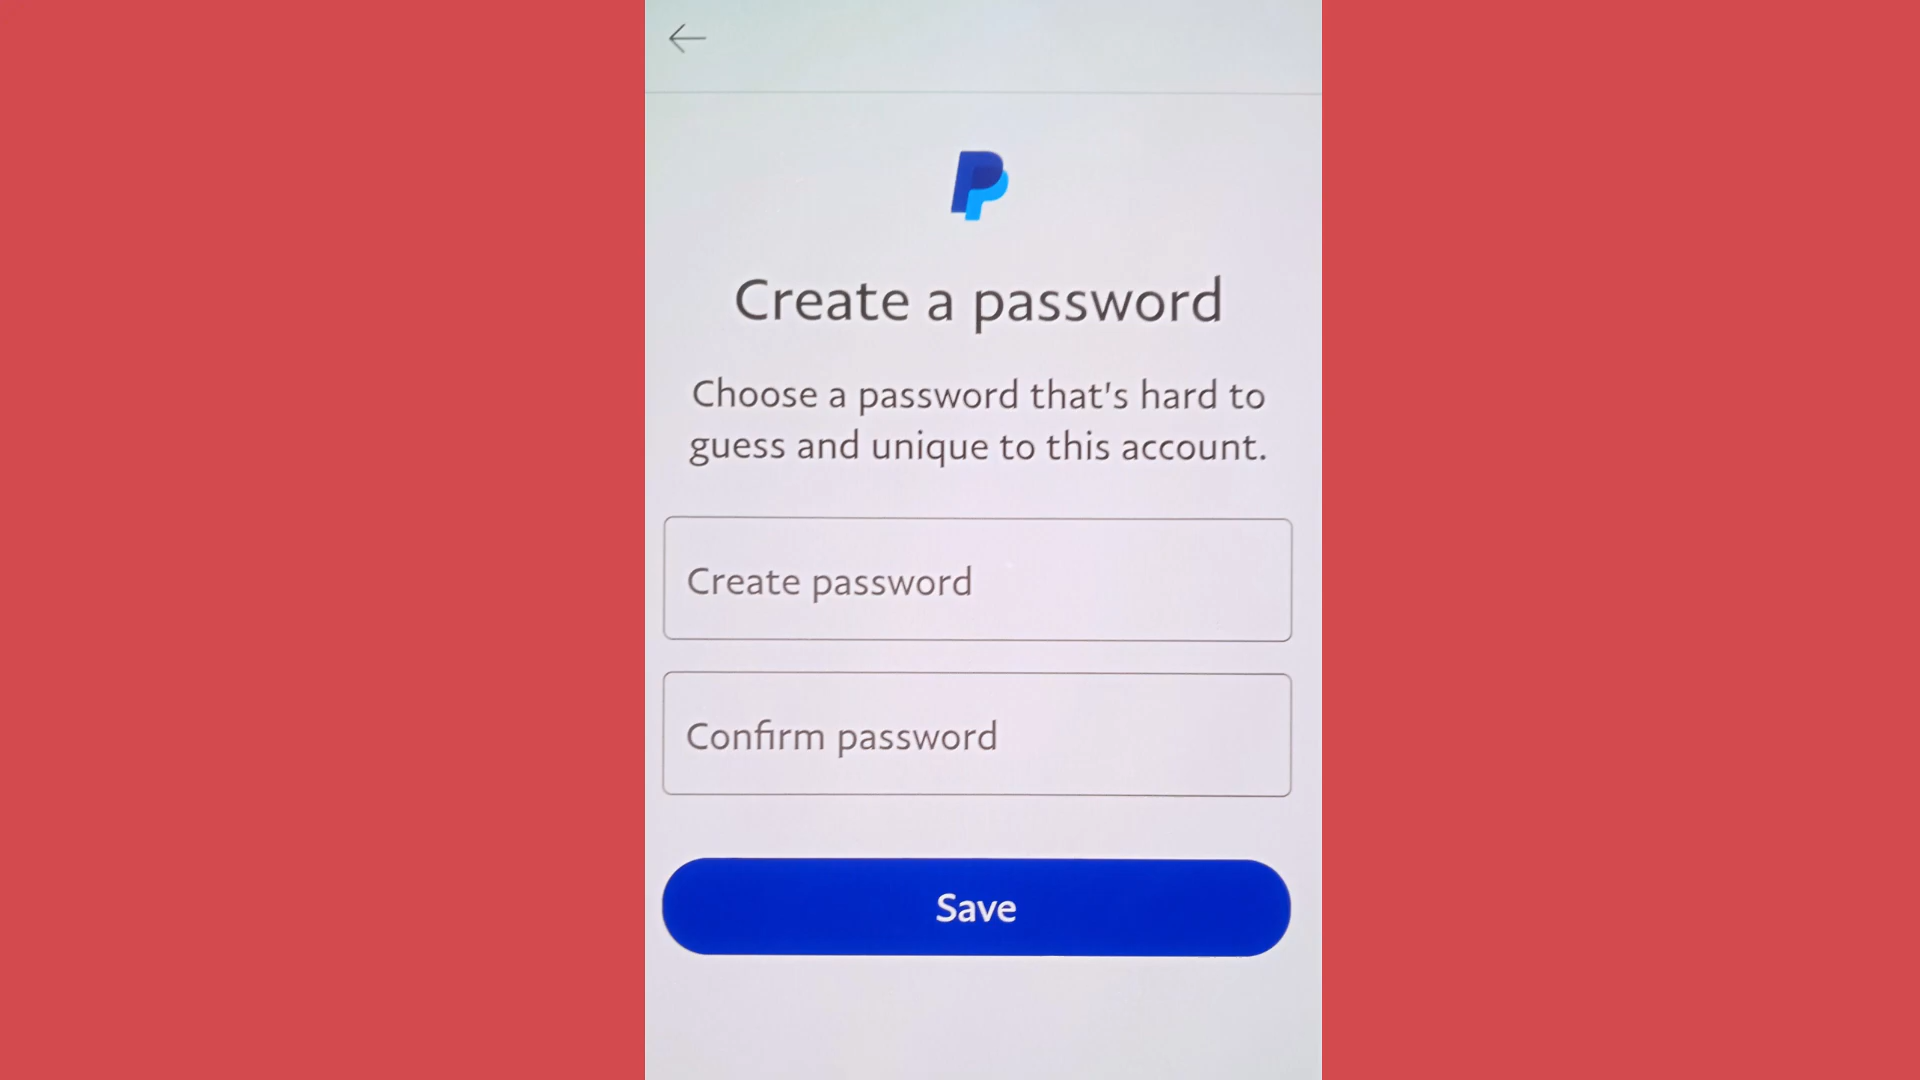 Create a password
Choose a password that's hard to
guess and unique to this account.
Create password
Confirm password
Save